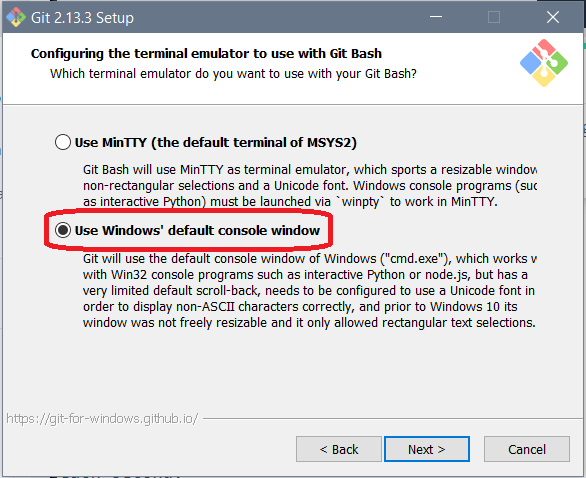 Git 2.13.3 Setup
Configuring the terminal emulator to use with Git Bash
Which terminal emulator do you want to use with your Git Bash?
Use MinTTY (the default terminal of MSYS2)
Git Bash will use MinTTY as terminal emulator, which sports a resizable window
non-rectangular selections and a Unicode font. Windows console programs (suc
as interactive Python) must be launched via `winpty` to work in MinTTY.
Use Windows' default console window
Git will use the default console window of Windows ("cmd.exe"), which works w
with Win32 console programs such as interactive Python or node.js, but has a
very limited default scroll-back, needs to be configured to use a Unicode font in
order to display non-ASCII characters correctly, and prior to Windows 10 its
window was not freely resizable and it only allowed rectangular text selections.
https://git-for-windows.github.io/
< Back
Next >
Cancel